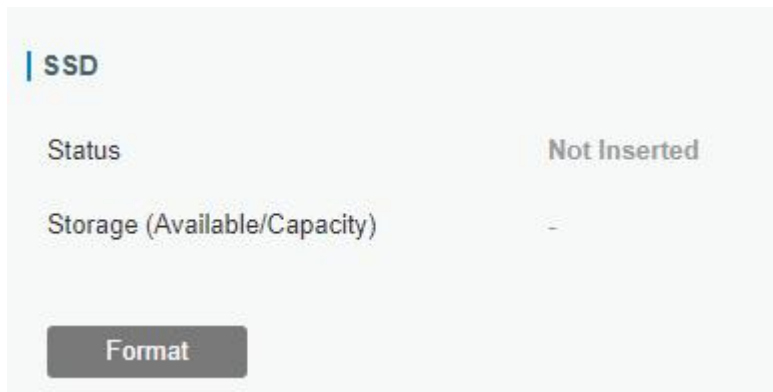 SSD
Status Not Inserted
Storage (Available/Capacity) -
Format